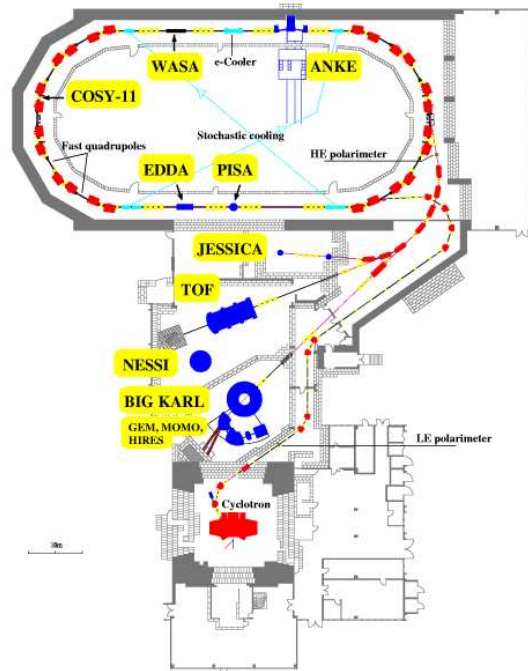 e-Cooler
WASA
ANKE
COSY-11
Stochastic cooling
Fast quadrupoles
HE polarimeter
EDDA
PISA
JESSICA
TOF
NESSI
BIG KARL
GEM, MOMO,
HIRES
LE polarimeter
Cyclotron
10m